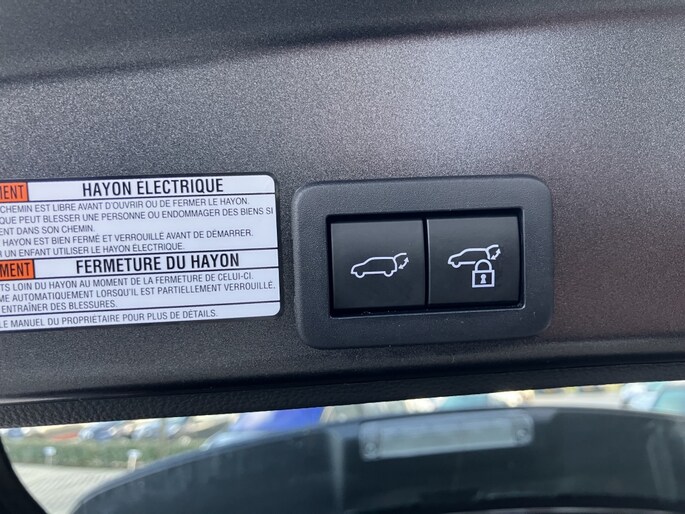 MENT HAYON ÉLECTRIQUE
CHEMIN EST LIBRE AVANT D'OUVRIR OU DE FERMER LE HAYON.
QUE PEUT BLESSER UNE PERSONNE OU ENDOMMAGER DES BIENS SI
ENT DANS SON CHEMIN.
HAYON EST BIEN FERMÉ ET VERROUILLÉ AVANT DE DÉMARRER.
R UN ENFANT UTILISER LE HAYON ÉLECTRIQUE.
MENT FERMETURE DU HAYON
TS LOIN DU HAYON AU MOMENT DE LA FERMETURE DE CELUI-CI.
ME AUTOMATIQUEMENT LORSQU'IL EST PARTIELLEMENT VERROUILLÉ.
ENTRAÎNER DES BLESSURES.
LE MANUEL DU PROPRIÉTAIRE POUR PLUS DE DÉTAILS.